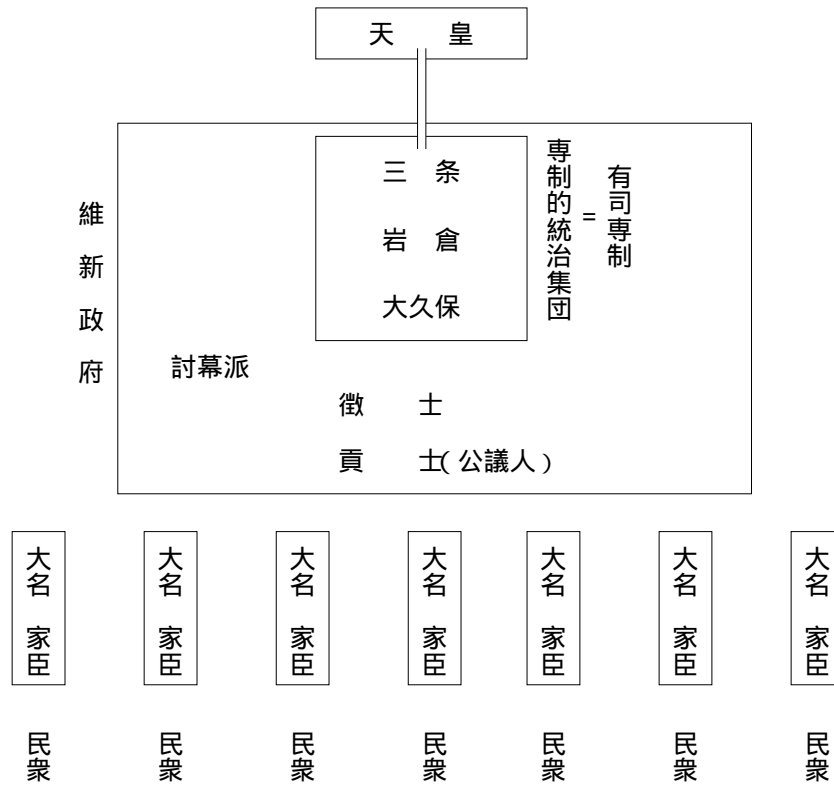 天 皇
維新政府
三 条
岩 倉
大久保
専制的統治集団
=
有司専制
討幕派
徴 士
貢 士(公議人)
大名 家臣
大名 家臣
大名 家臣
大名 家臣
大名 家臣
大名 家臣
大名 家臣
民衆
民衆
民衆
民衆
民衆
民衆
民衆